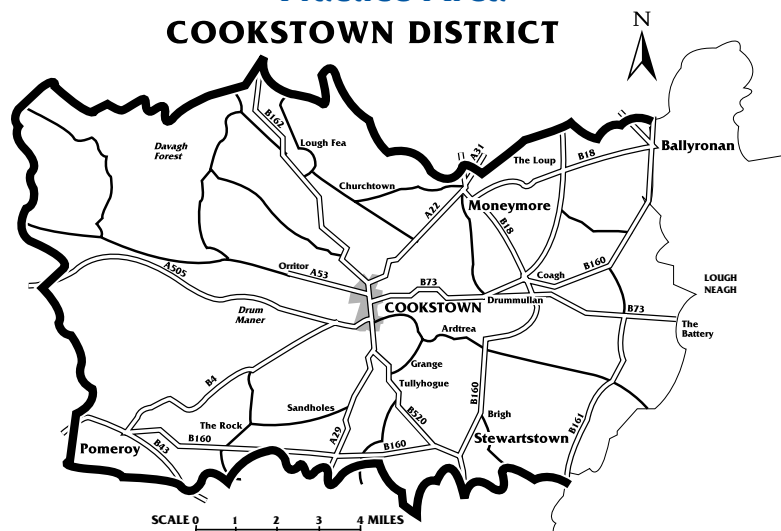 Practice Area
COOKSTOWN DISTRICT
N
B162
Lough Fea
Davagh
Forest
A31
The Loup
B18
Ballyronan
Churchtown
Moneymore
A22
B18
Orritor
A53
A505
B73
Coagh
B160
LOUGH
NEAGH
Drum
Maner
COOKSTOWN
Drummullan
B73
The
Battery
Ardtrea
Grange
Tullyhogue
B4
B160
Sandholes
B520
Brigh
The Rock
A29
B161
Pomeroy
B43
B160
B160
Stewartstown
SCALE 0 1 2 3 4 MILES